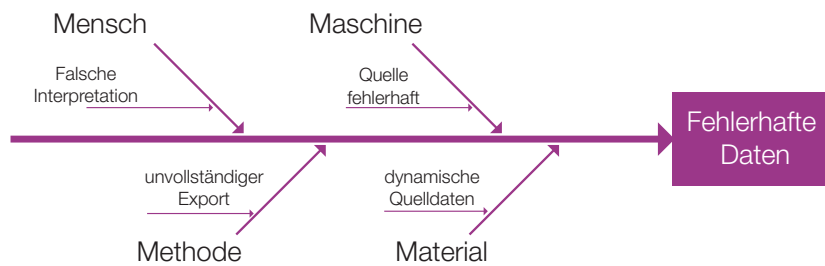 Mensch
Maschine
Falsche
Interpretation
Quelle
fehlerhaft
Fehlerhafte
Daten
unvollständiger
Export
dynamische
Quelldaten
Methode
Material